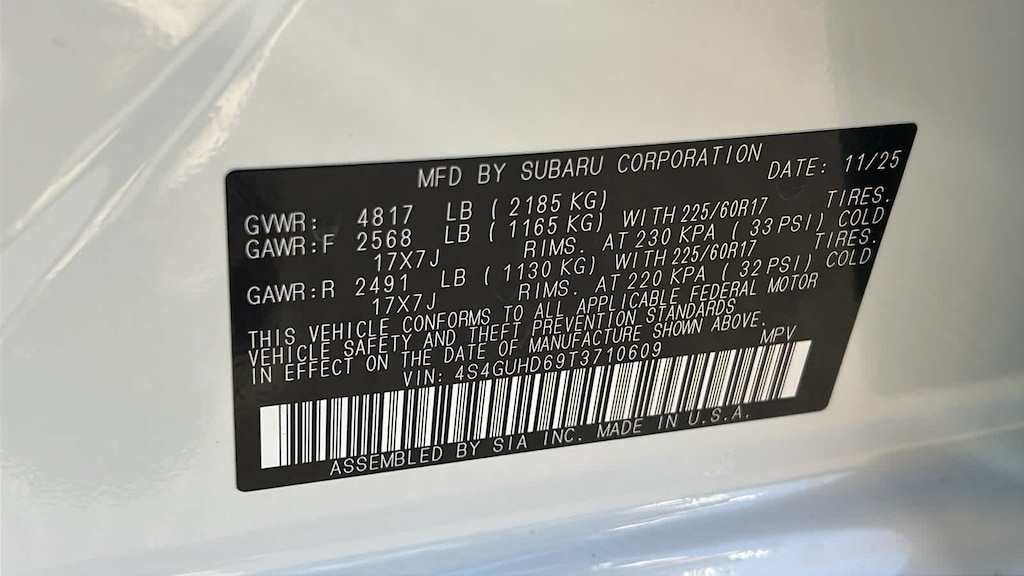 MFD BY SUBARU CORPORATION DATE: 11/25
GVWR: 4817 LB ( 2185 KG)
GAWR:F 2568 LB ( 1165 KG) WITH 225/60R17 TIRES.
17X7J RIMS. AT 230 KPA ( 33 PSI) COLD
GAWR:R 2491 LB ( 1130 KG) WITH 225/60R17 TIRES.
17X7J RIMS. AT 220 KPA ( 32 PSI) COLD
THIS VEHICLE CONFORMS TO ALL APPLICABLE FEDERAL MOTOR
VEHICLE SAFETY AND THEFT PREVENTION STANDARDS
IN EFFECT ON THE DATE OF MANUFACTURE SHOWN ABOVE.
VIN: 4S4GUHD69T3710609 MPV
ASSEMBLED BY SIA INC. MADE IN U.S.A.